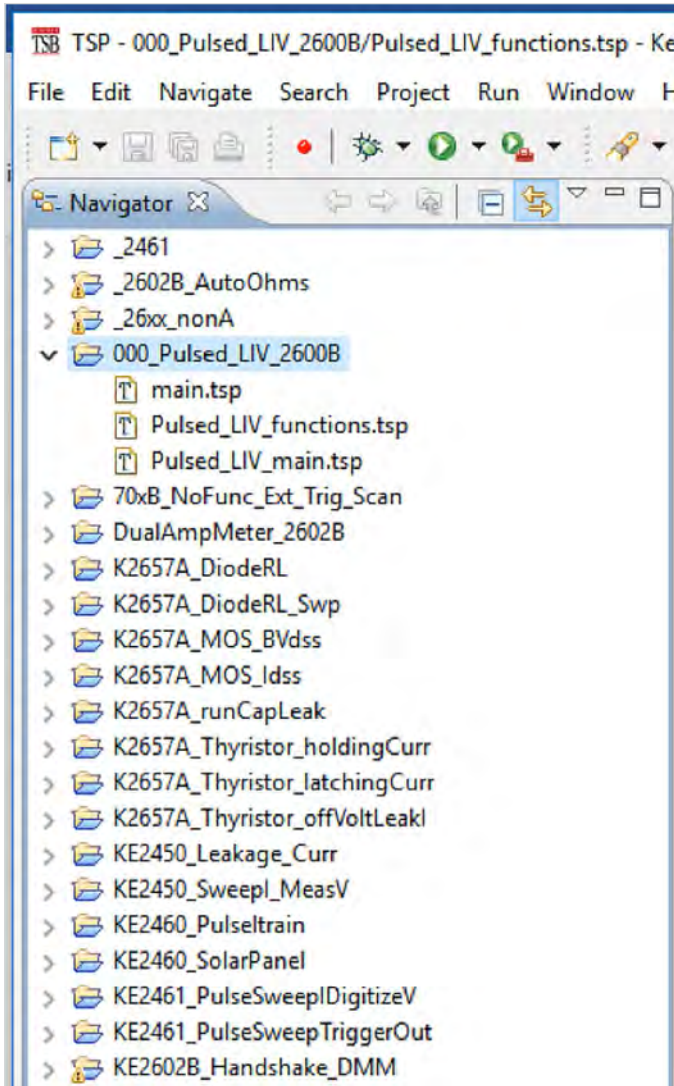 TSB TSP - 000_Pulsed_LIV_2600B/Pulsed_LIV_functions.tsp - Ke
File Edit Navigate Search Project Run Window H
Navigator
_2461
_2602B_AutoOhms
_26xx_nonA
000_Pulsed_LIV_2600B
main.tsp
Pulsed_LIV_functions.tsp
Pulsed_LIV_main.tsp
70xB_NoFunc_Ext_Trig_Scan
DualAmpMeter_2602B
K2657A_DiodeRL
K2657A_DiodeRL_Swp
K2657A_MOS_BVdss
K2657A_MOS_Idss
K2657A_runCapLeak
K2657A_Thyristor_holdingCurr
K2657A_Thyristor_latchingCurr
K2657A_Thyristor_offVoltLeakI
KE2450_Leakage_Curr
KE2450_SweepI_MeasV
KE2460_PulseItrain
KE2460_SolarPanel
KE2461_PulseSweepIDigitizeV
KE2461_PulseSweepTriggerOut
KE2602B_Handshake_DMM